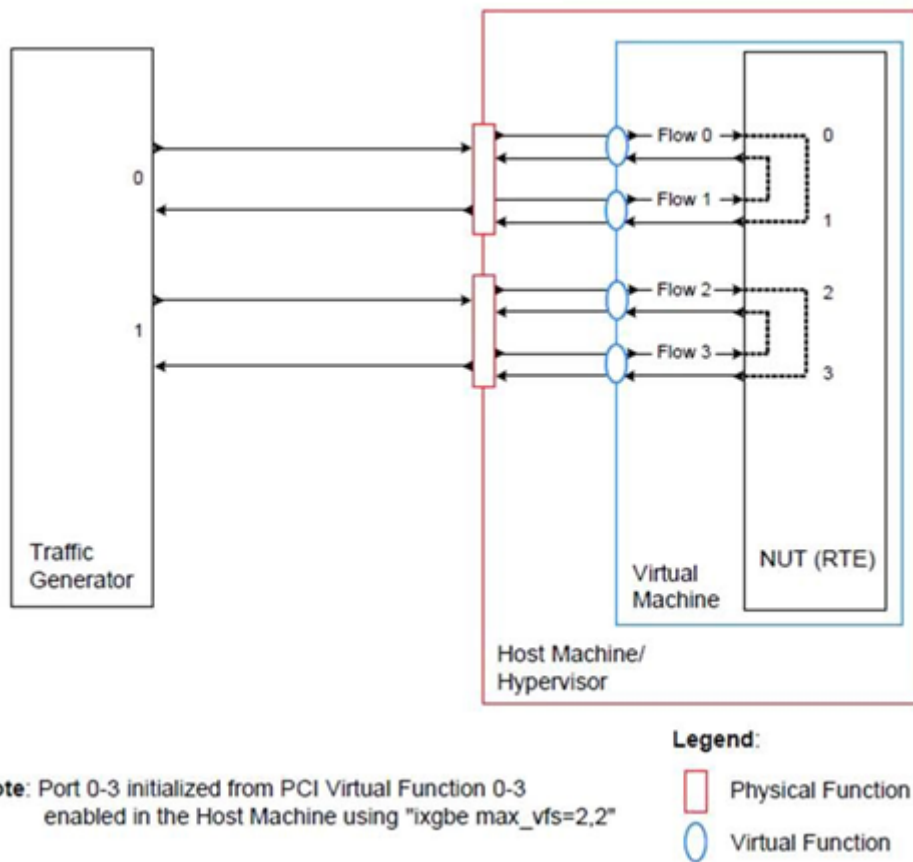 0
1
Traffic
Generator
Flow 0
Flow 1
Flow 2
Flow 3
0
1
2
3
NUT (RTE)
Virtual
Machine
Host Machine/
Hypervisor
Legend:
Physical Function
Virtual Function
ote: Port 0-3 initialized from PCI Virtual Function 0-3
enabled in the Host Machine using "ixgbe max_vfs=2,2"